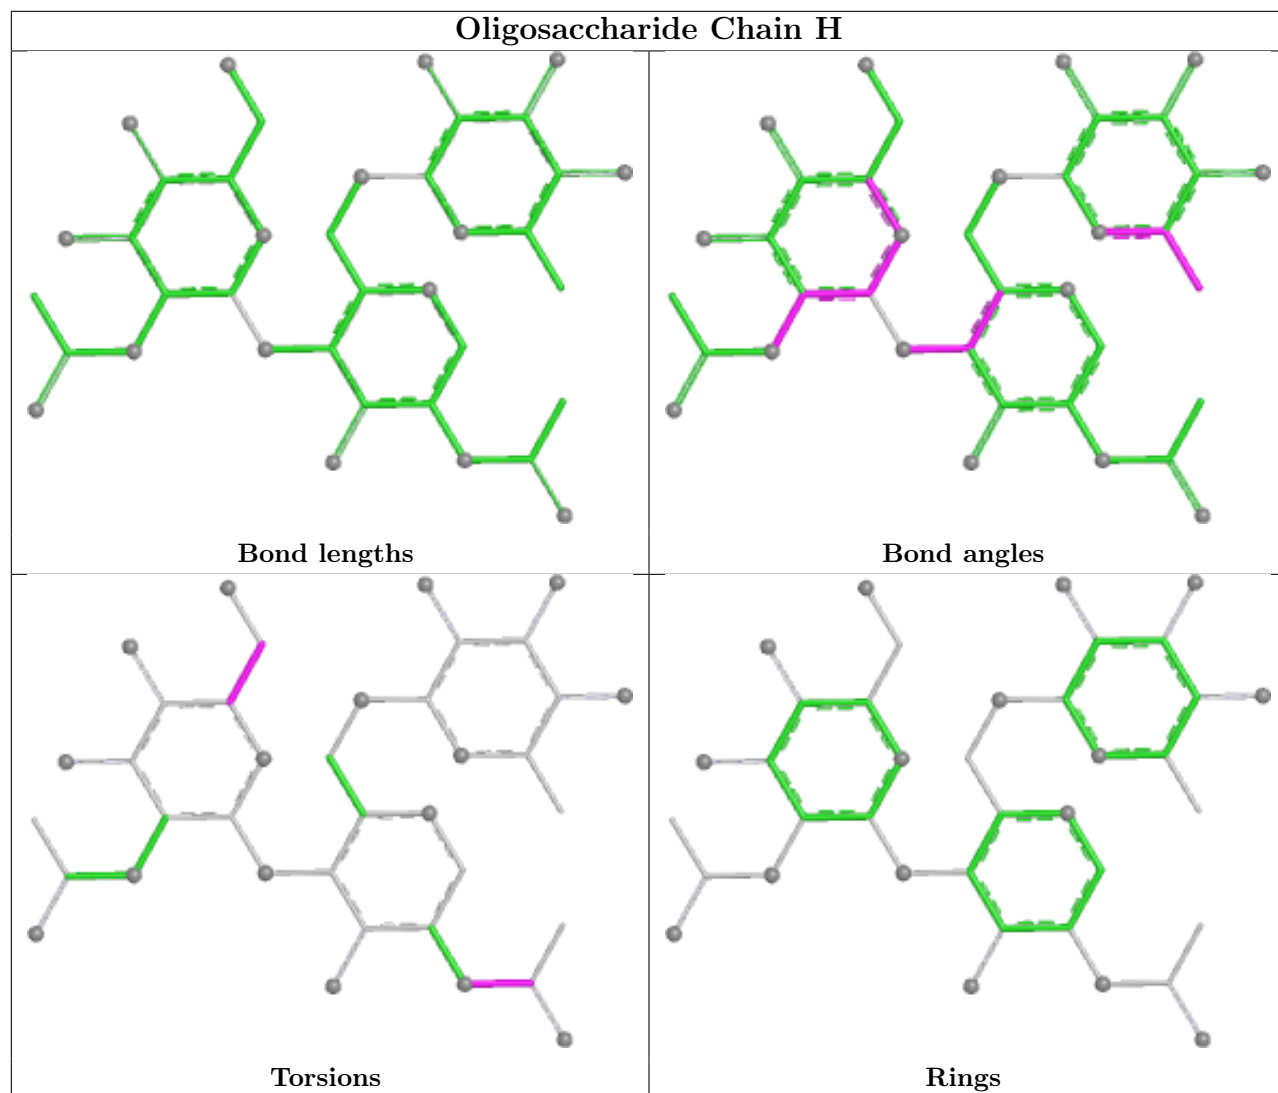 Oligosaccharide Chain H
Bond lengths
Bond angles
Torsions
Rings